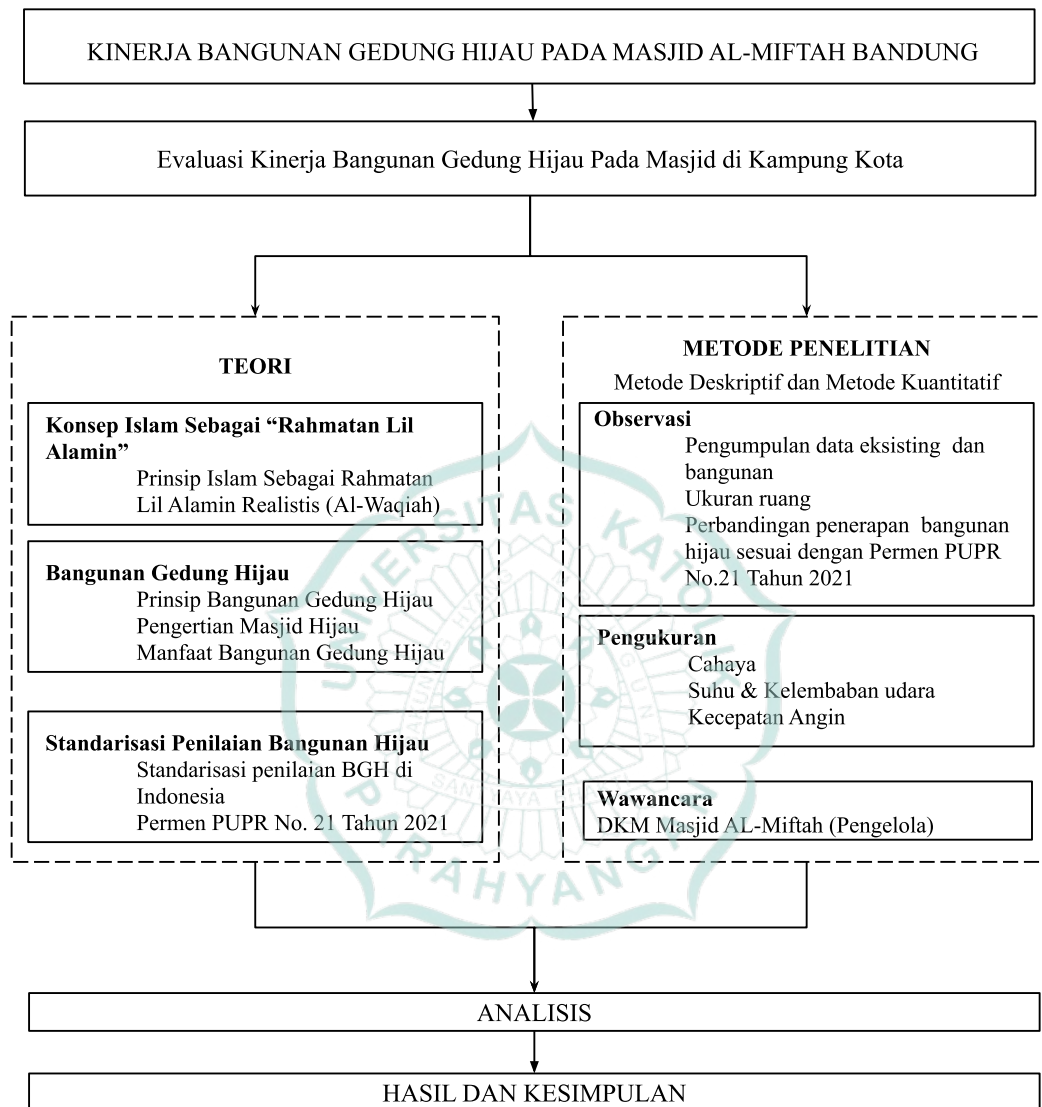 KINERJA BANGUNAN GEDUNG HIJAU PADA MASJID AL-MIFTAH BANDUNG
Evaluasi Kinerja Bangunan Gedung Hijau Pada Masjid di Kampung Kota
TEORI
Konsep Islam Sebagai “Rahmatan Lil
Alamin”
Prinsip Islam Sebagai Rahmatan
Lil Alamin Realistis (Al-Waqiah)
Bangunan Gedung Hijau
Prinsip Bangunan Gedung Hijau
Pengertian Masjid Hijau
Manfaat Bangunan Gedung Hijau
Standarisasi Penilaian Bangunan Hijau
Standarisasi penilaian BGH di
Indonesia
Permen PUPR No. 21 Tahun 2021
METODE PENELITIAN
Metode Deskriptif dan Metode Kuantitatif
Observasi
Pengumpulan data eksisting dan
bangunan
Ukuran ruang
Perbandingan penerapan bangunan
hijau sesuai dengan Permen PUPR
No.21 Tahun 2021
Pengukuran
Cahaya
Suhu & Kelembaban udara
Kecepatan Angin
Wawancara
DKM Masjid AL-Miftah (Pengelola)
UNIVERSITAS KATOLIK
PARAHYANGAN
ANALISIS
HASIL DAN KESIMPULAN